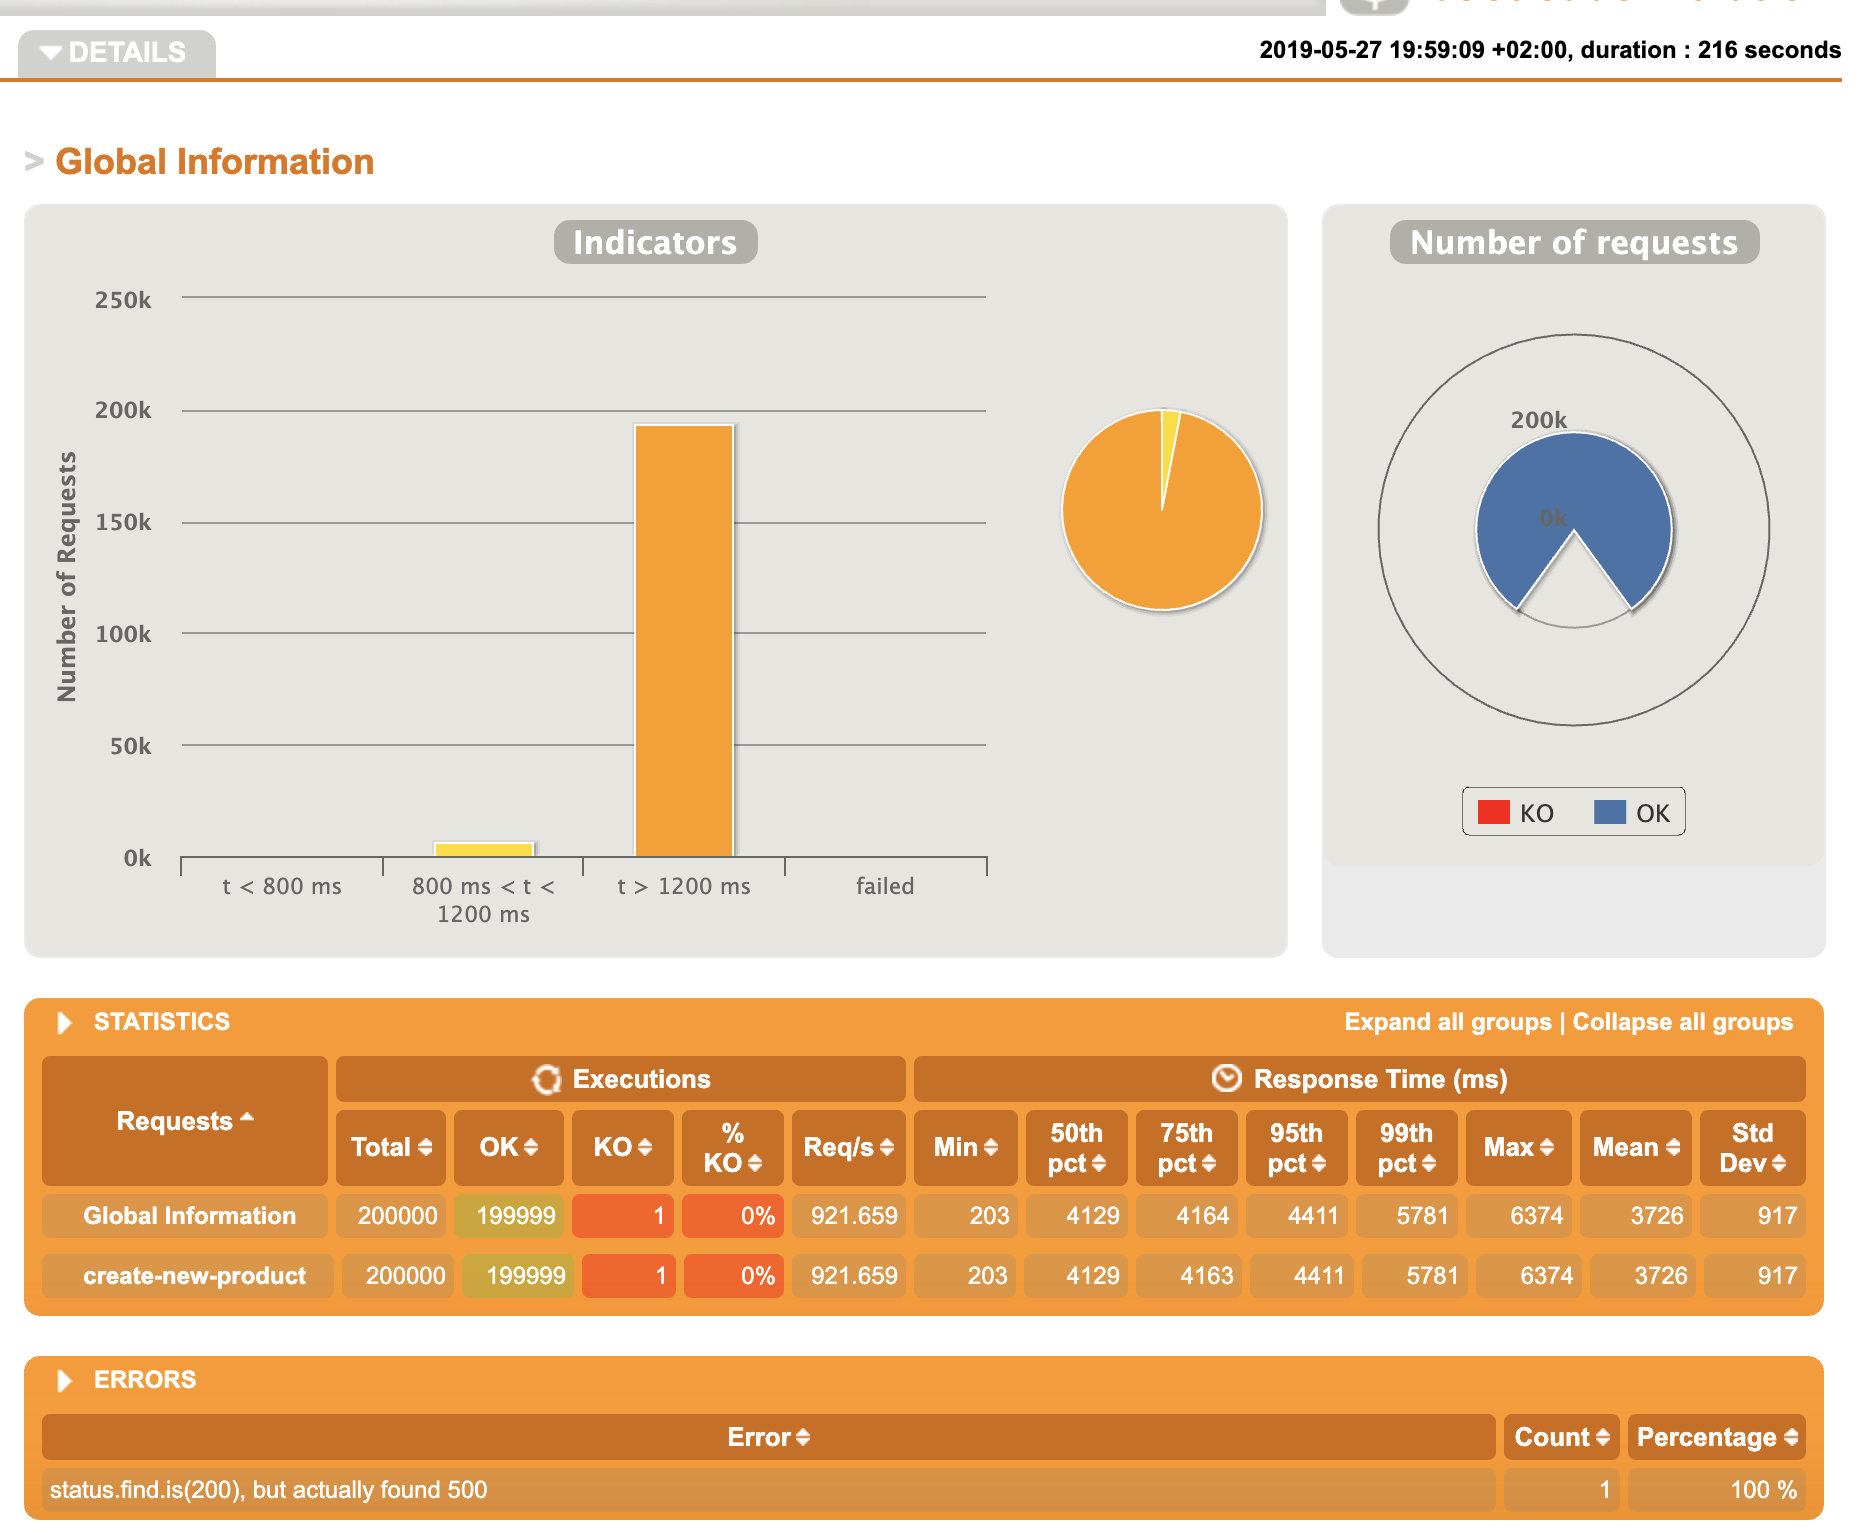 DETAILS
2019-05-27 19:59:09 +02:00, duration : 216 seconds
> Global Information
Indicators
250k
200k
150k
100k
50k
0k
Number of Requests
t < 800 ms
800 ms < t <
1200 ms
t > 1200 ms
failed
Number of requests
200k
0k
KO
OK
STATISTICS
Expand all groups | Collapse all groups
Requests
Executions
Response Time (ms)
Total OK KO % KO Req/s Min 50th pct 75th pct 95th pct 99th pct Max Mean Std Dev
Global Information 200000 199999 1 0% 921.659 203 4129 4164 4411 5781 6374 3726 917
create-new-product 200000 199999 1 0% 921.659 203 4129 4163 4411 5781 6374 3726 917
ERRORS
Error Count Percentage
status.find.is(200), but actually found 500 1 100 %